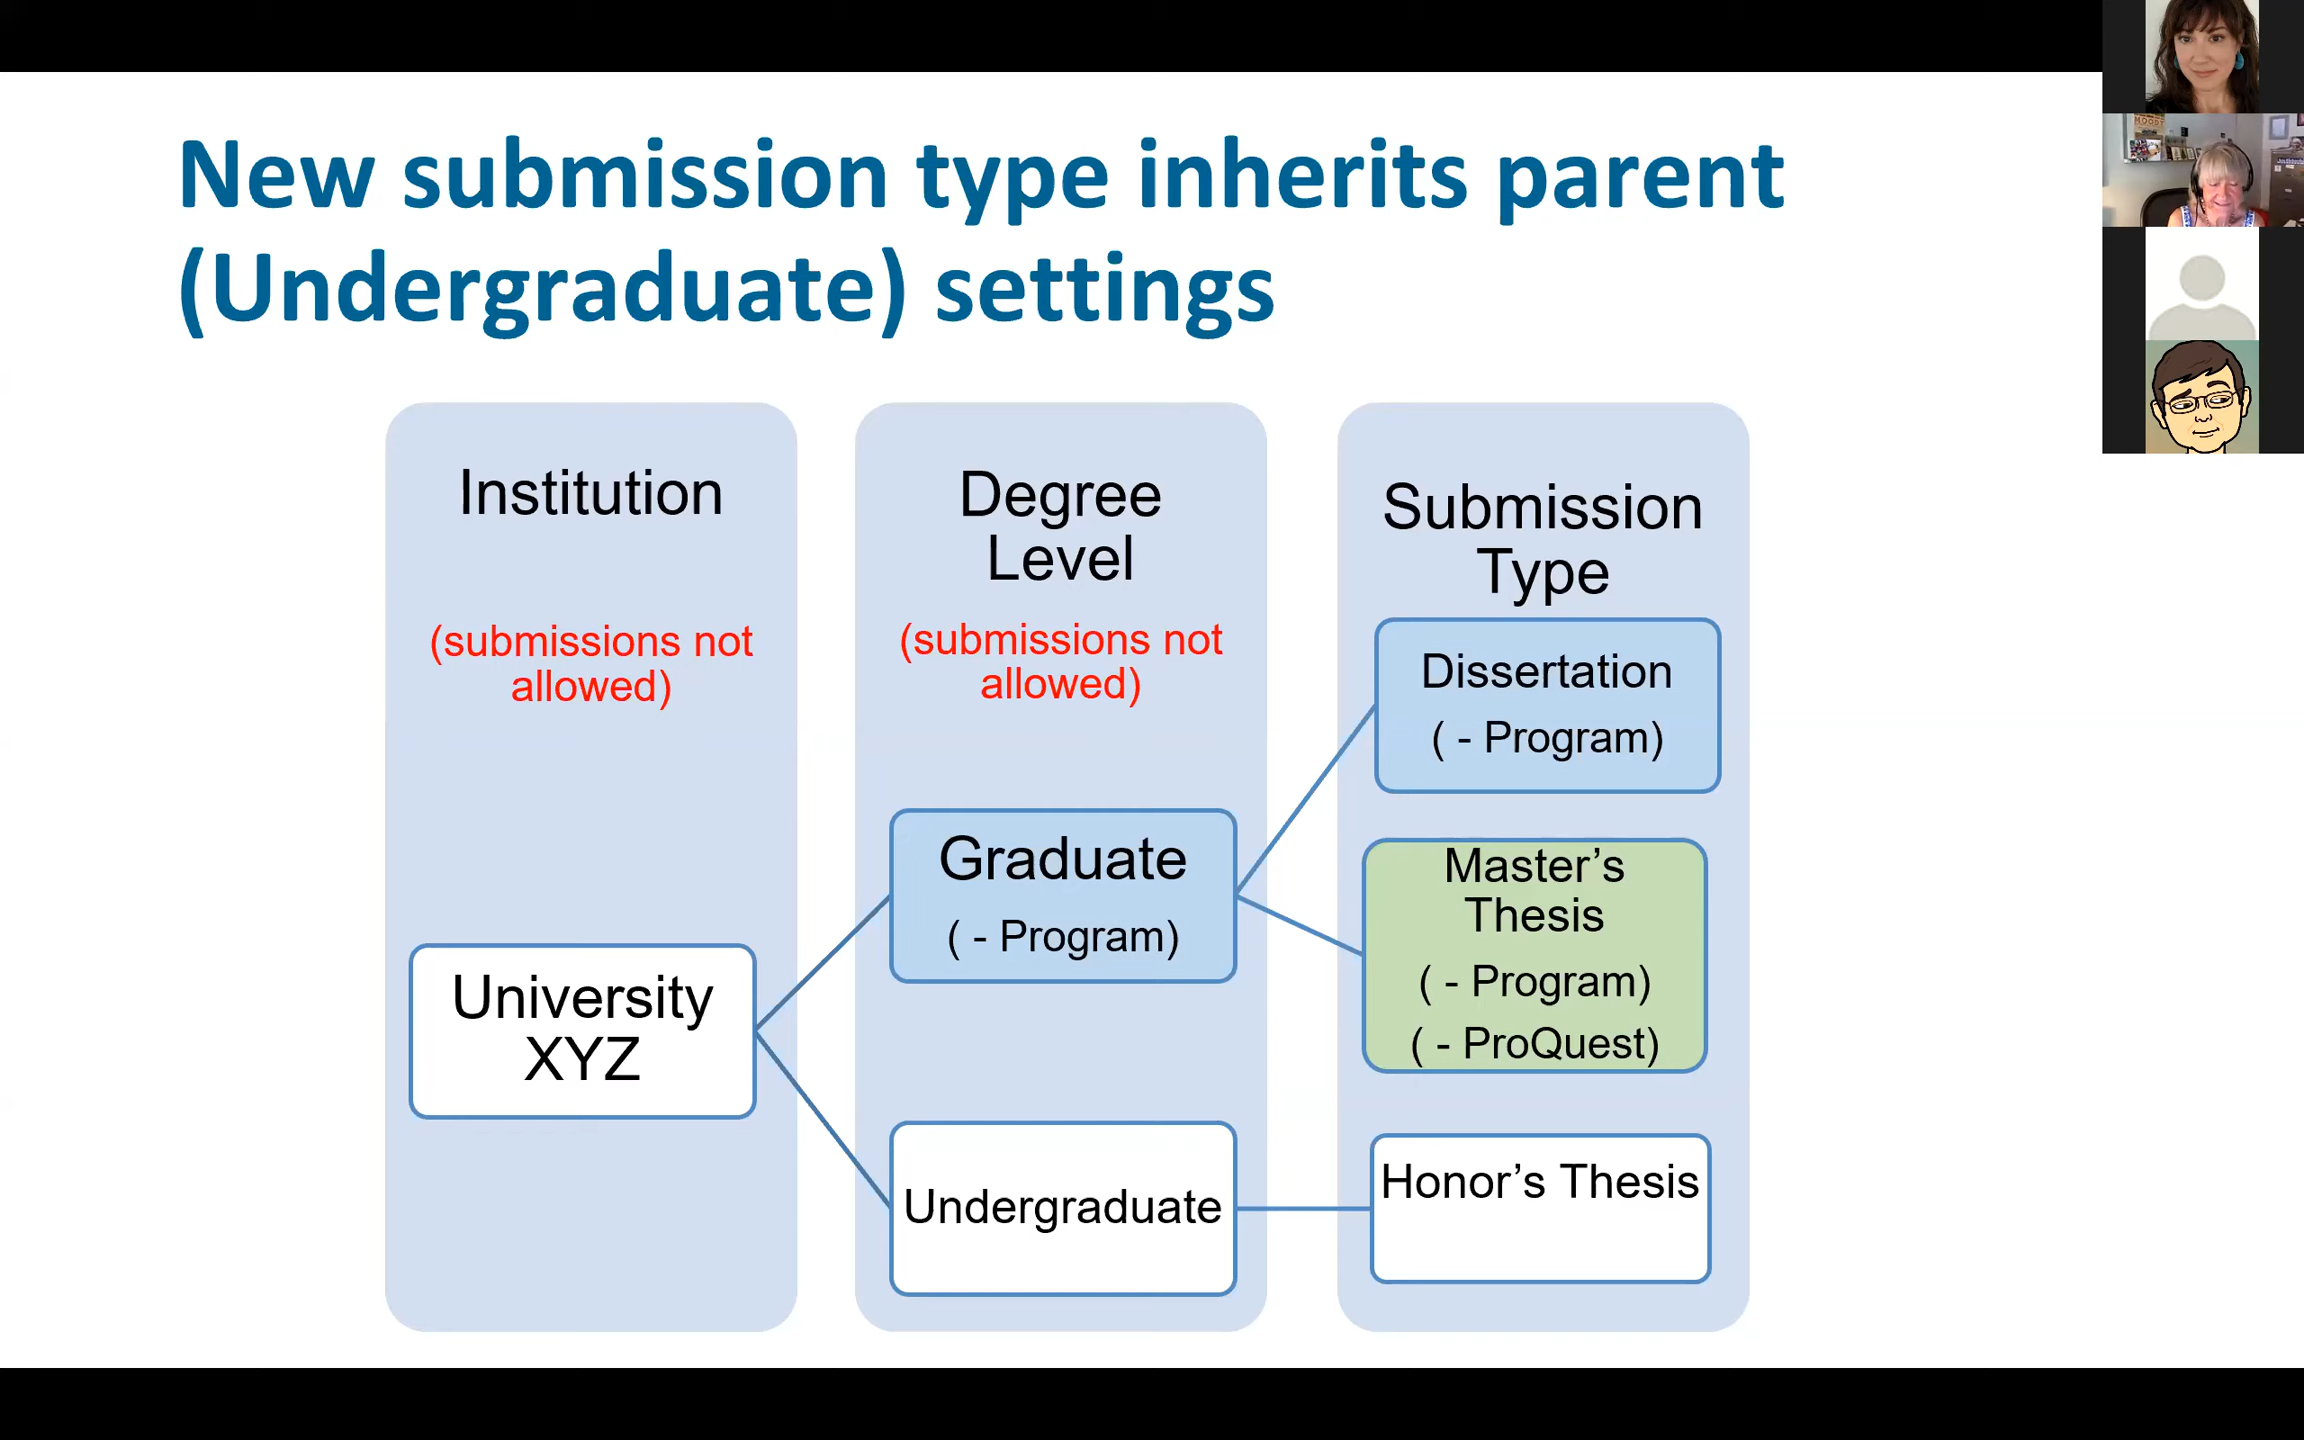 New submission type inherits parent
(Undergraduate) settings
Institution
(submissions not
allowed)
University
XYZ
Degree
Level
(submissions not
allowed)
Graduate
( - Program)
Undergraduate
Submission
Type
Dissertation
( - Program)
Master’s
Thesis
( - Program)
( - ProQuest)
Honor’s Thesis
MOODY